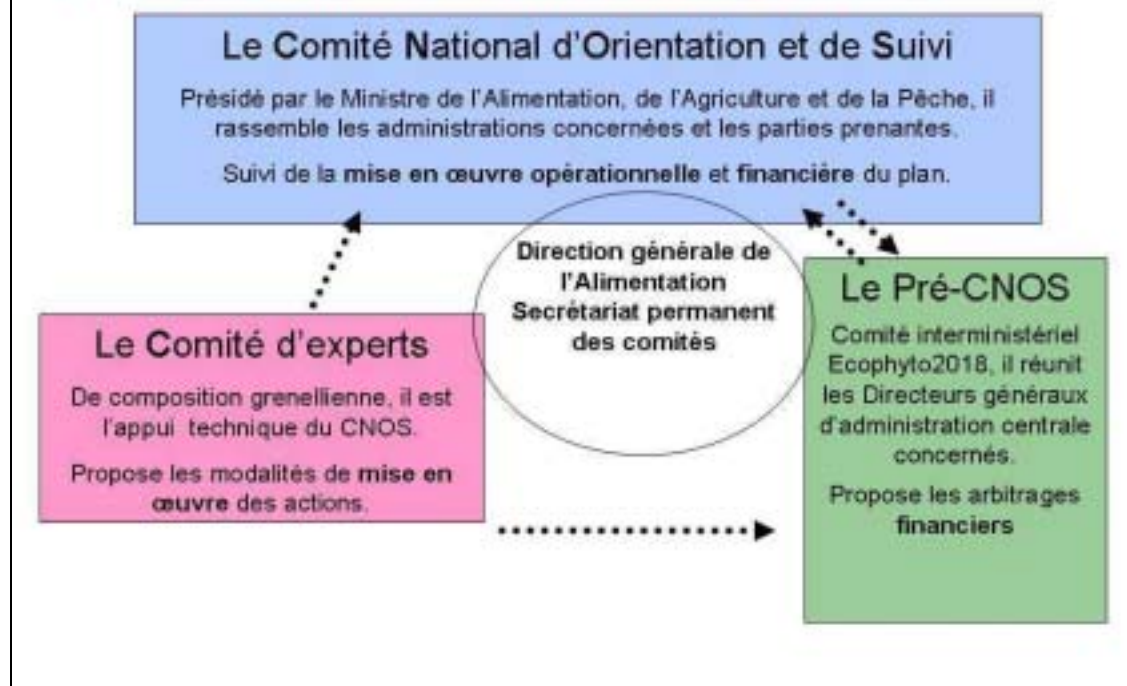 Le Comité National d'Orientation et de Suivi
Présidé par le Ministre de l'Alimentation, de l'Agriculture et de la Pêche, il
rassemble les administrations concernées et les parties prenantes.
Suivi de la mise en œuvre opérationnelle et financière du plan.
Direction générale de
l'Alimentation
Secrétariat permanent
des comités
Le Comité d'experts
De composition grenellienne, il est
l'appui technique du CNOS.
Propose les modalités de mise en
œuvre des actions.
Le Pré-CNOS
Comité interministériel
Ecophyto2018, il réunit
les Directeurs généraux
d'administration centrale
concernés.
Propose les arbitrages
financiers